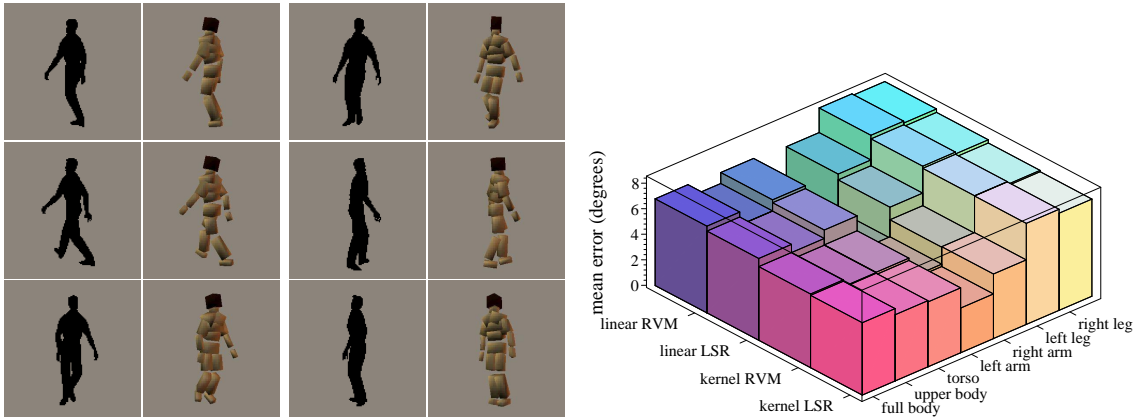 mean error (degrees)
8
6
4
2
0
linear RVM
linear LSR
kernel RVM
kernel LSR
full body
upper body
torso
left arm
right arm
left leg
right leg